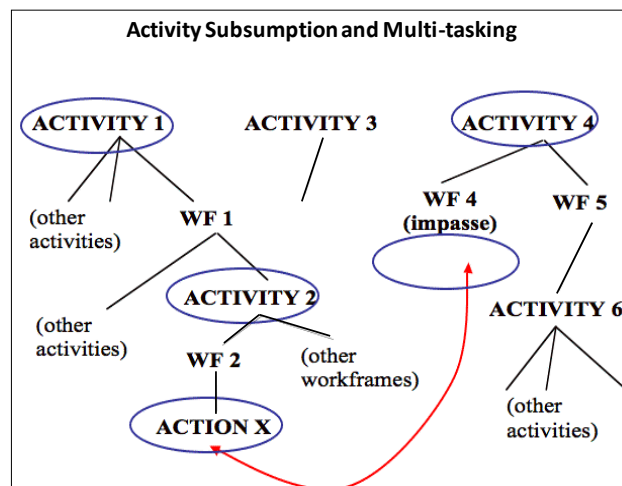 Activity Subsumption and Multi-tasking
ACTIVITY 1
ACTIVITY 3
ACTIVITY 4
(other
activities)
WF 1
WF 4
(impasse)
WF 5
(other
activities)
ACTIVITY 2
ACTIVITY 6
WF 2
(other
workframes)
ACTION X
(other
activities)